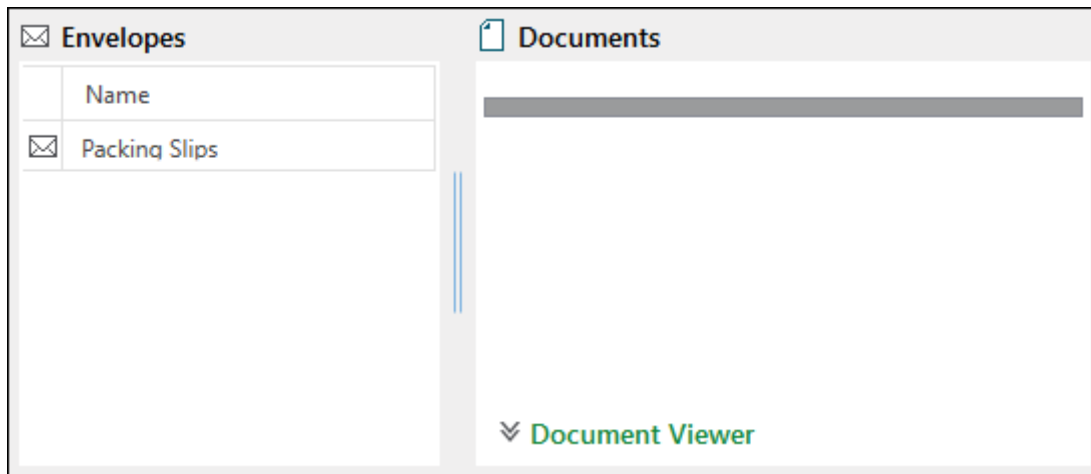 Envelopes
Name
Packing Slips
Documents
Document Viewer